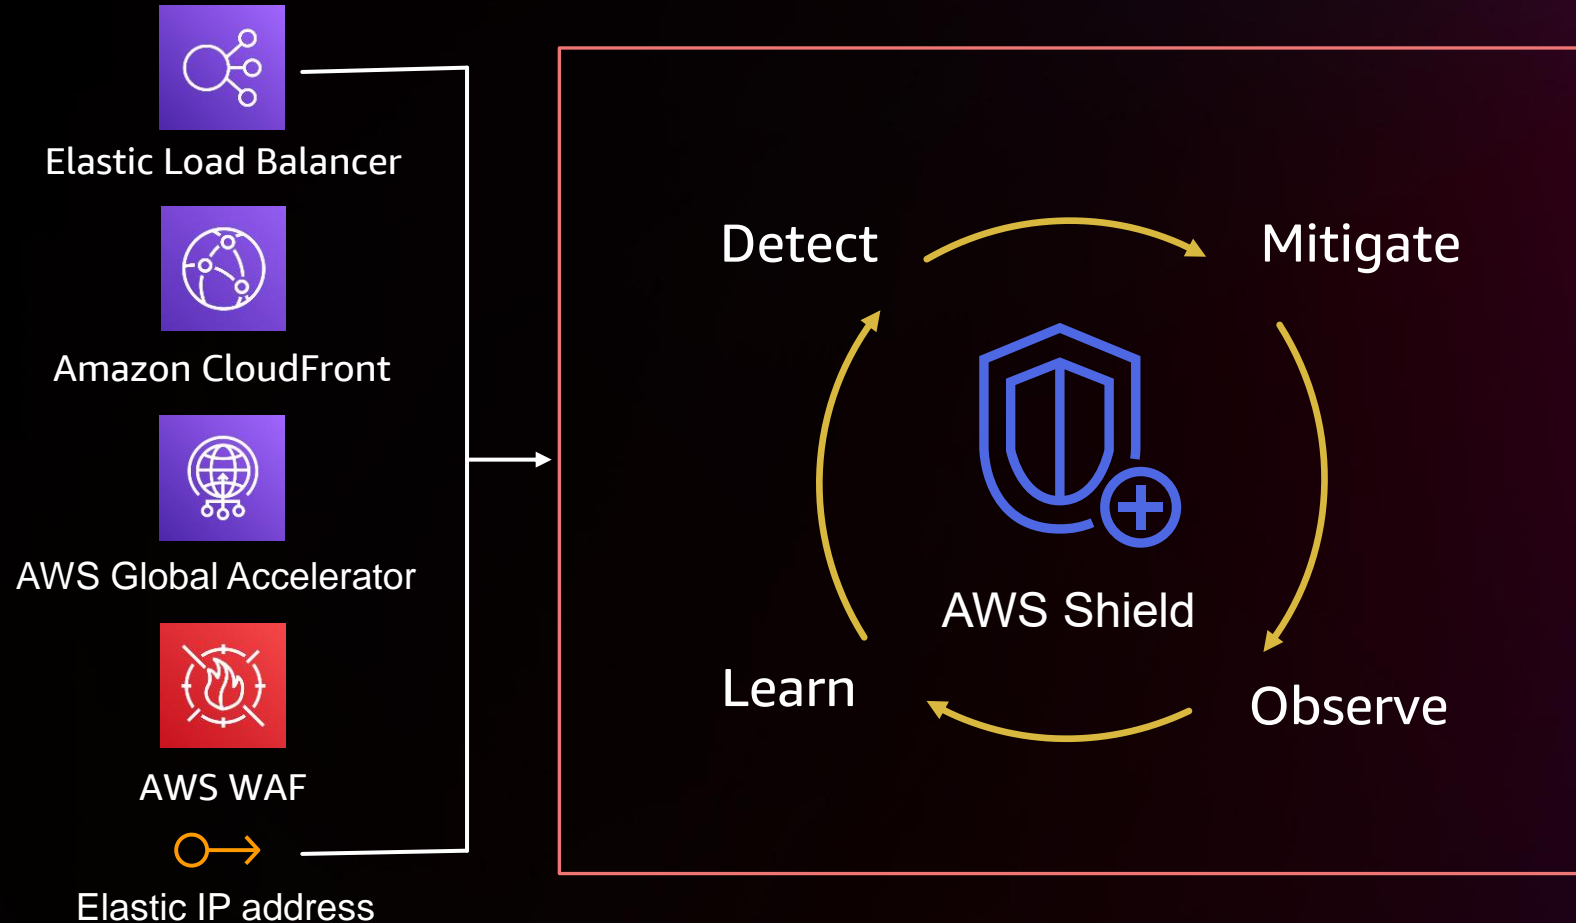 Elastic Load Balancer
Amazon CloudFront
AWS Global Accelerator
AWS WAF
Elastic IP address
Detect
Mitigate
AWS Shield
Learn
Observe